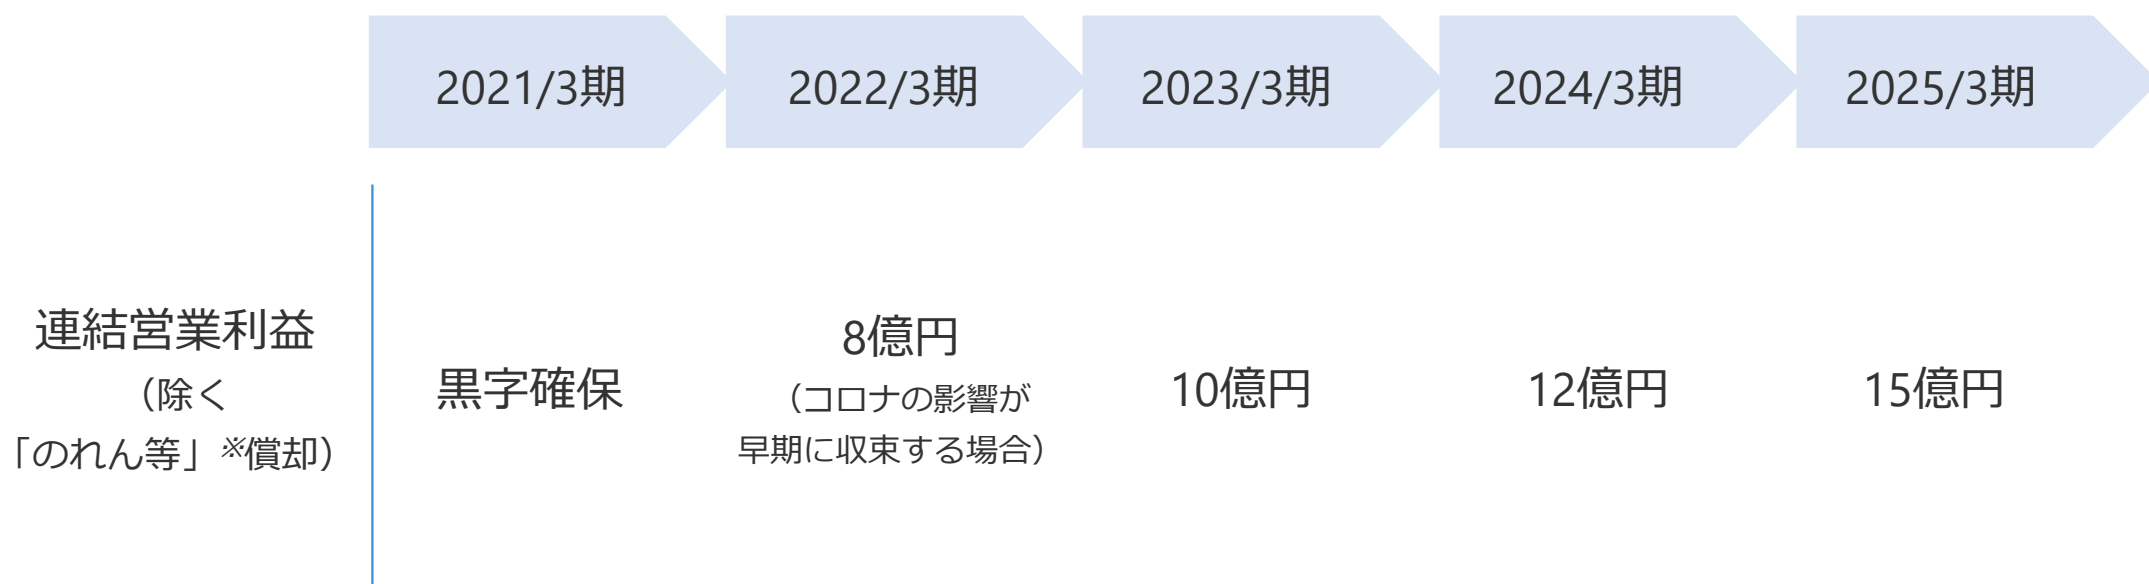 2021/3期
2022/3期
2023/3期
2024/3期
2025/3期
連結営業利益
（除く
「のれん等」※償却）
黒字確保
8億円
（コロナの影響が
早期に収束する場合）
10億円
12億円
15億円